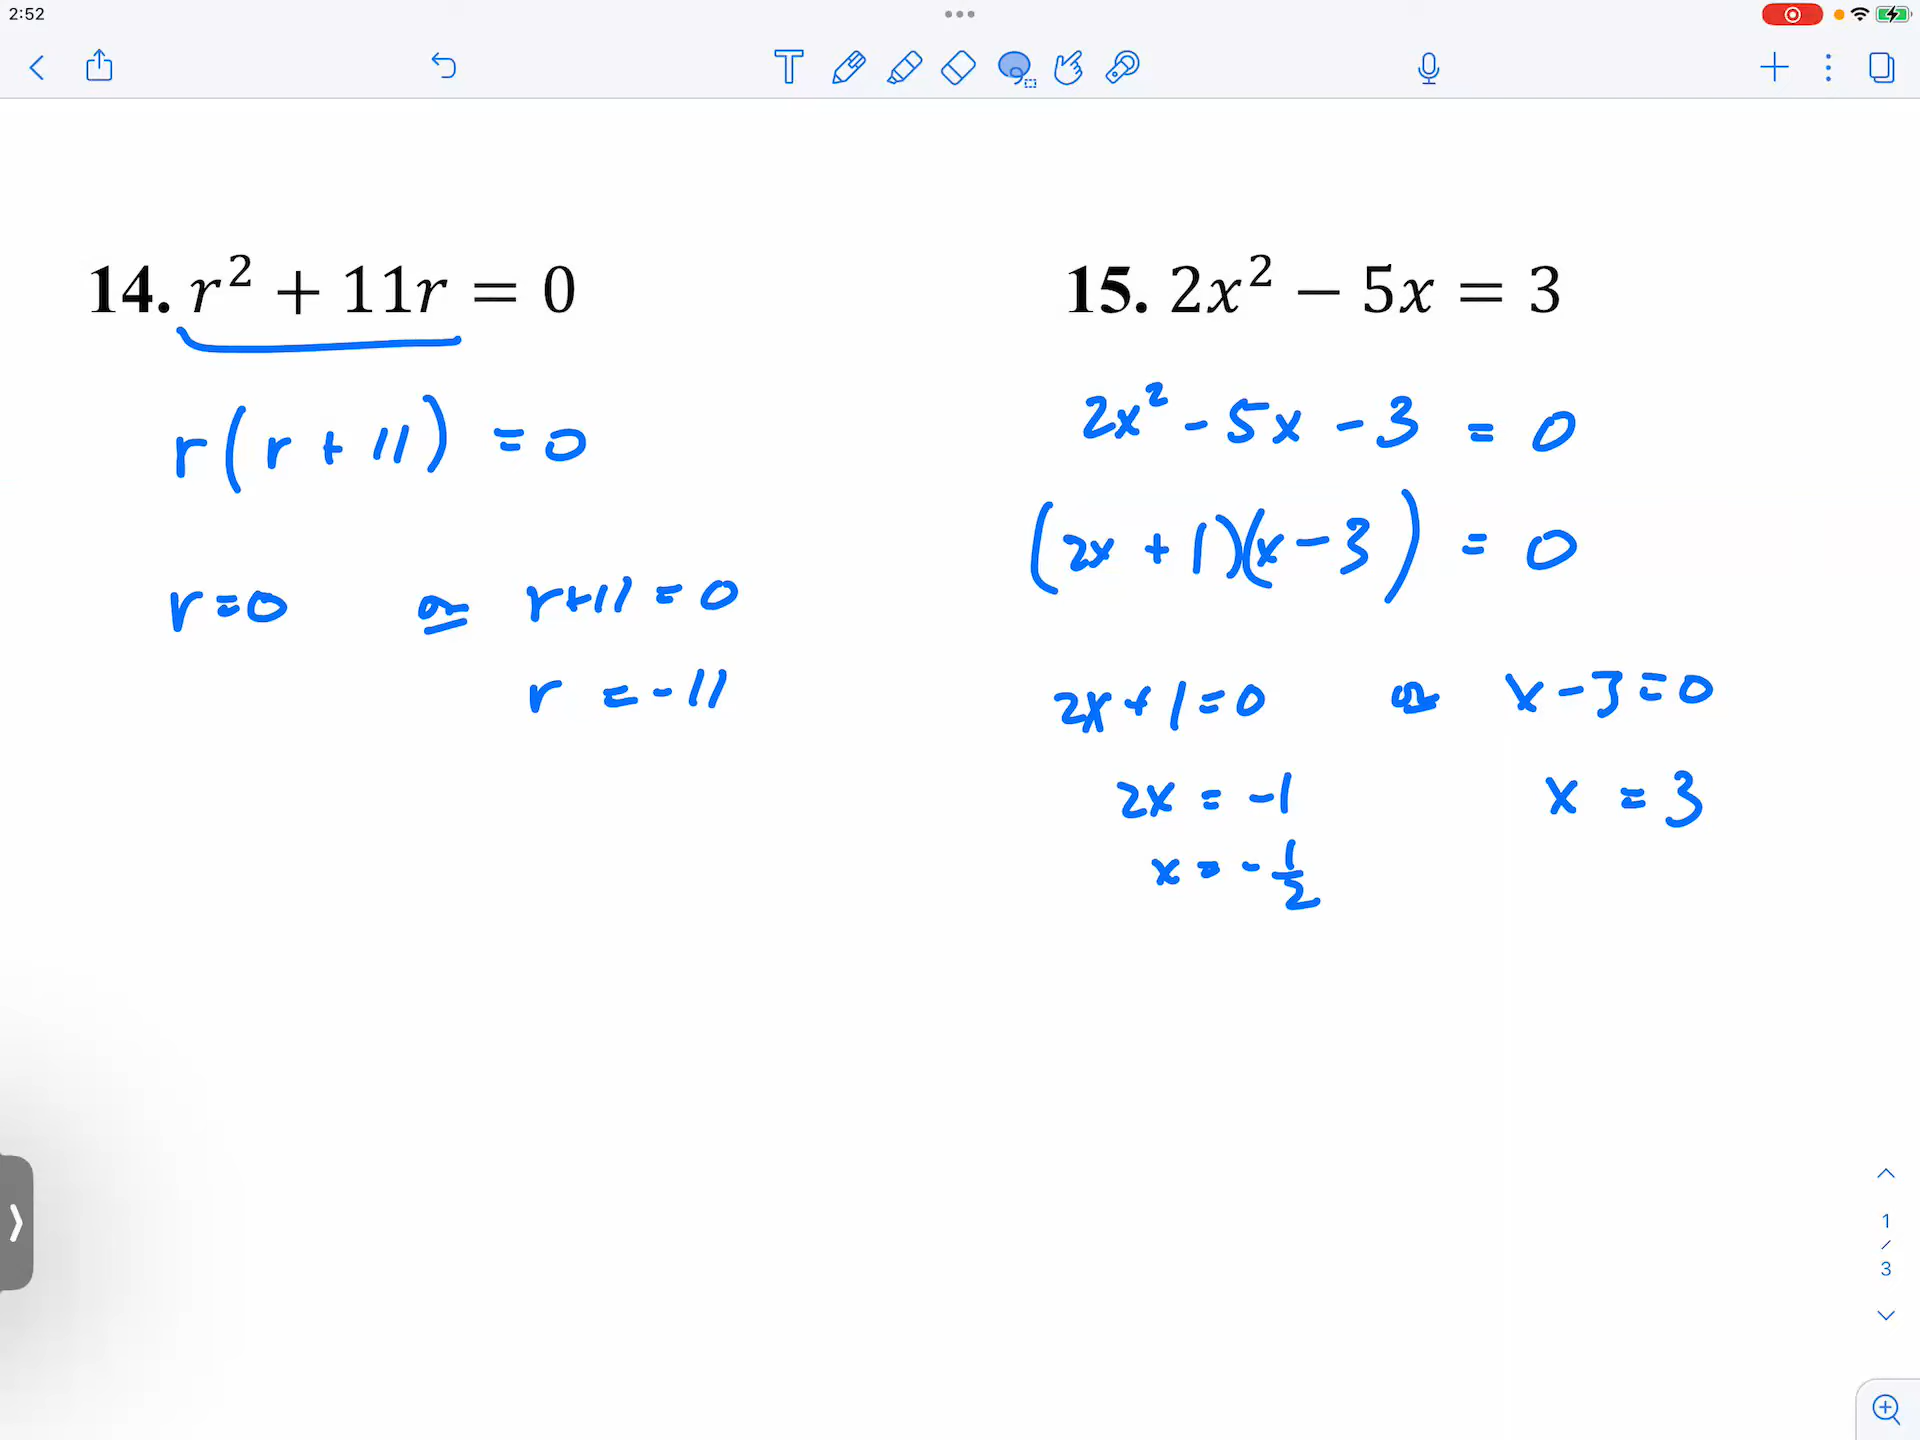 2:52
14. r² + 11r = 0
r(r + 11) = 0
r = 0 or r + 11 = 0
r = -11
15. 2x² − 5x = 3
2x² - 5x - 3 = 0
(2x + 1)(x - 3) = 0
2x + 1 = 0 or x - 3 = 0
2x = -1 x = 3
x = -1/2
1
/
3